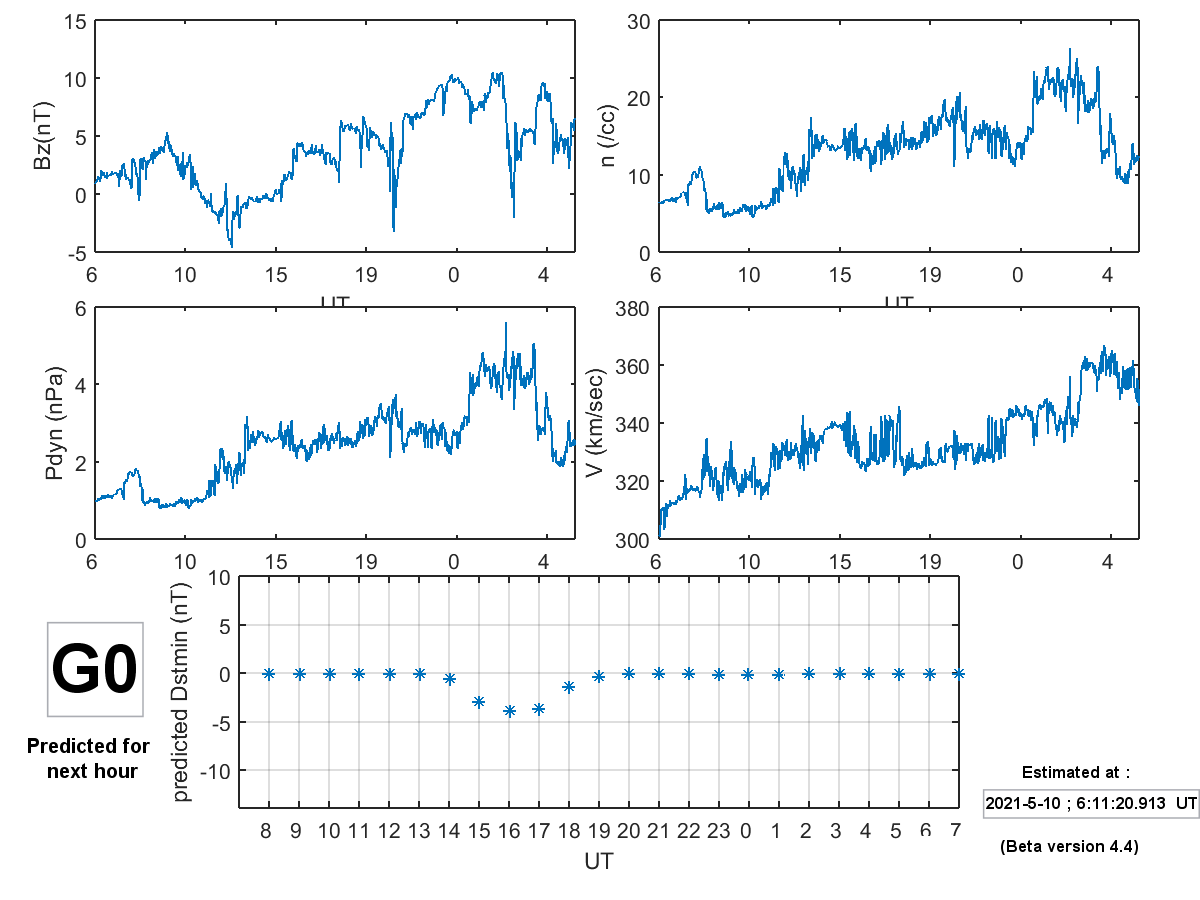 15
10
5
0
-5
Bz(nT)
6 10 15 19 0 4
UT
30
20
10
0
n (/cc)
6 10 15 19 0 4
UT
6
4
2
0
Pdyn (nPa)
6 10 15 19 0 4
380
360
340
320
300
V (km/sec)
6 10 15 19 0 4
G0
Predicted for
next hour
10
5
0
-5
-10
predicted Dstmin (nT)
8 9 10 11 12 13 14 15 16 17 18 19 20 21 22 23 0 1 2 3 4 5 6 7
UT
Estimated at :
2021-5-10 ; 6:11:20.913 UT
(Beta version 4.4)